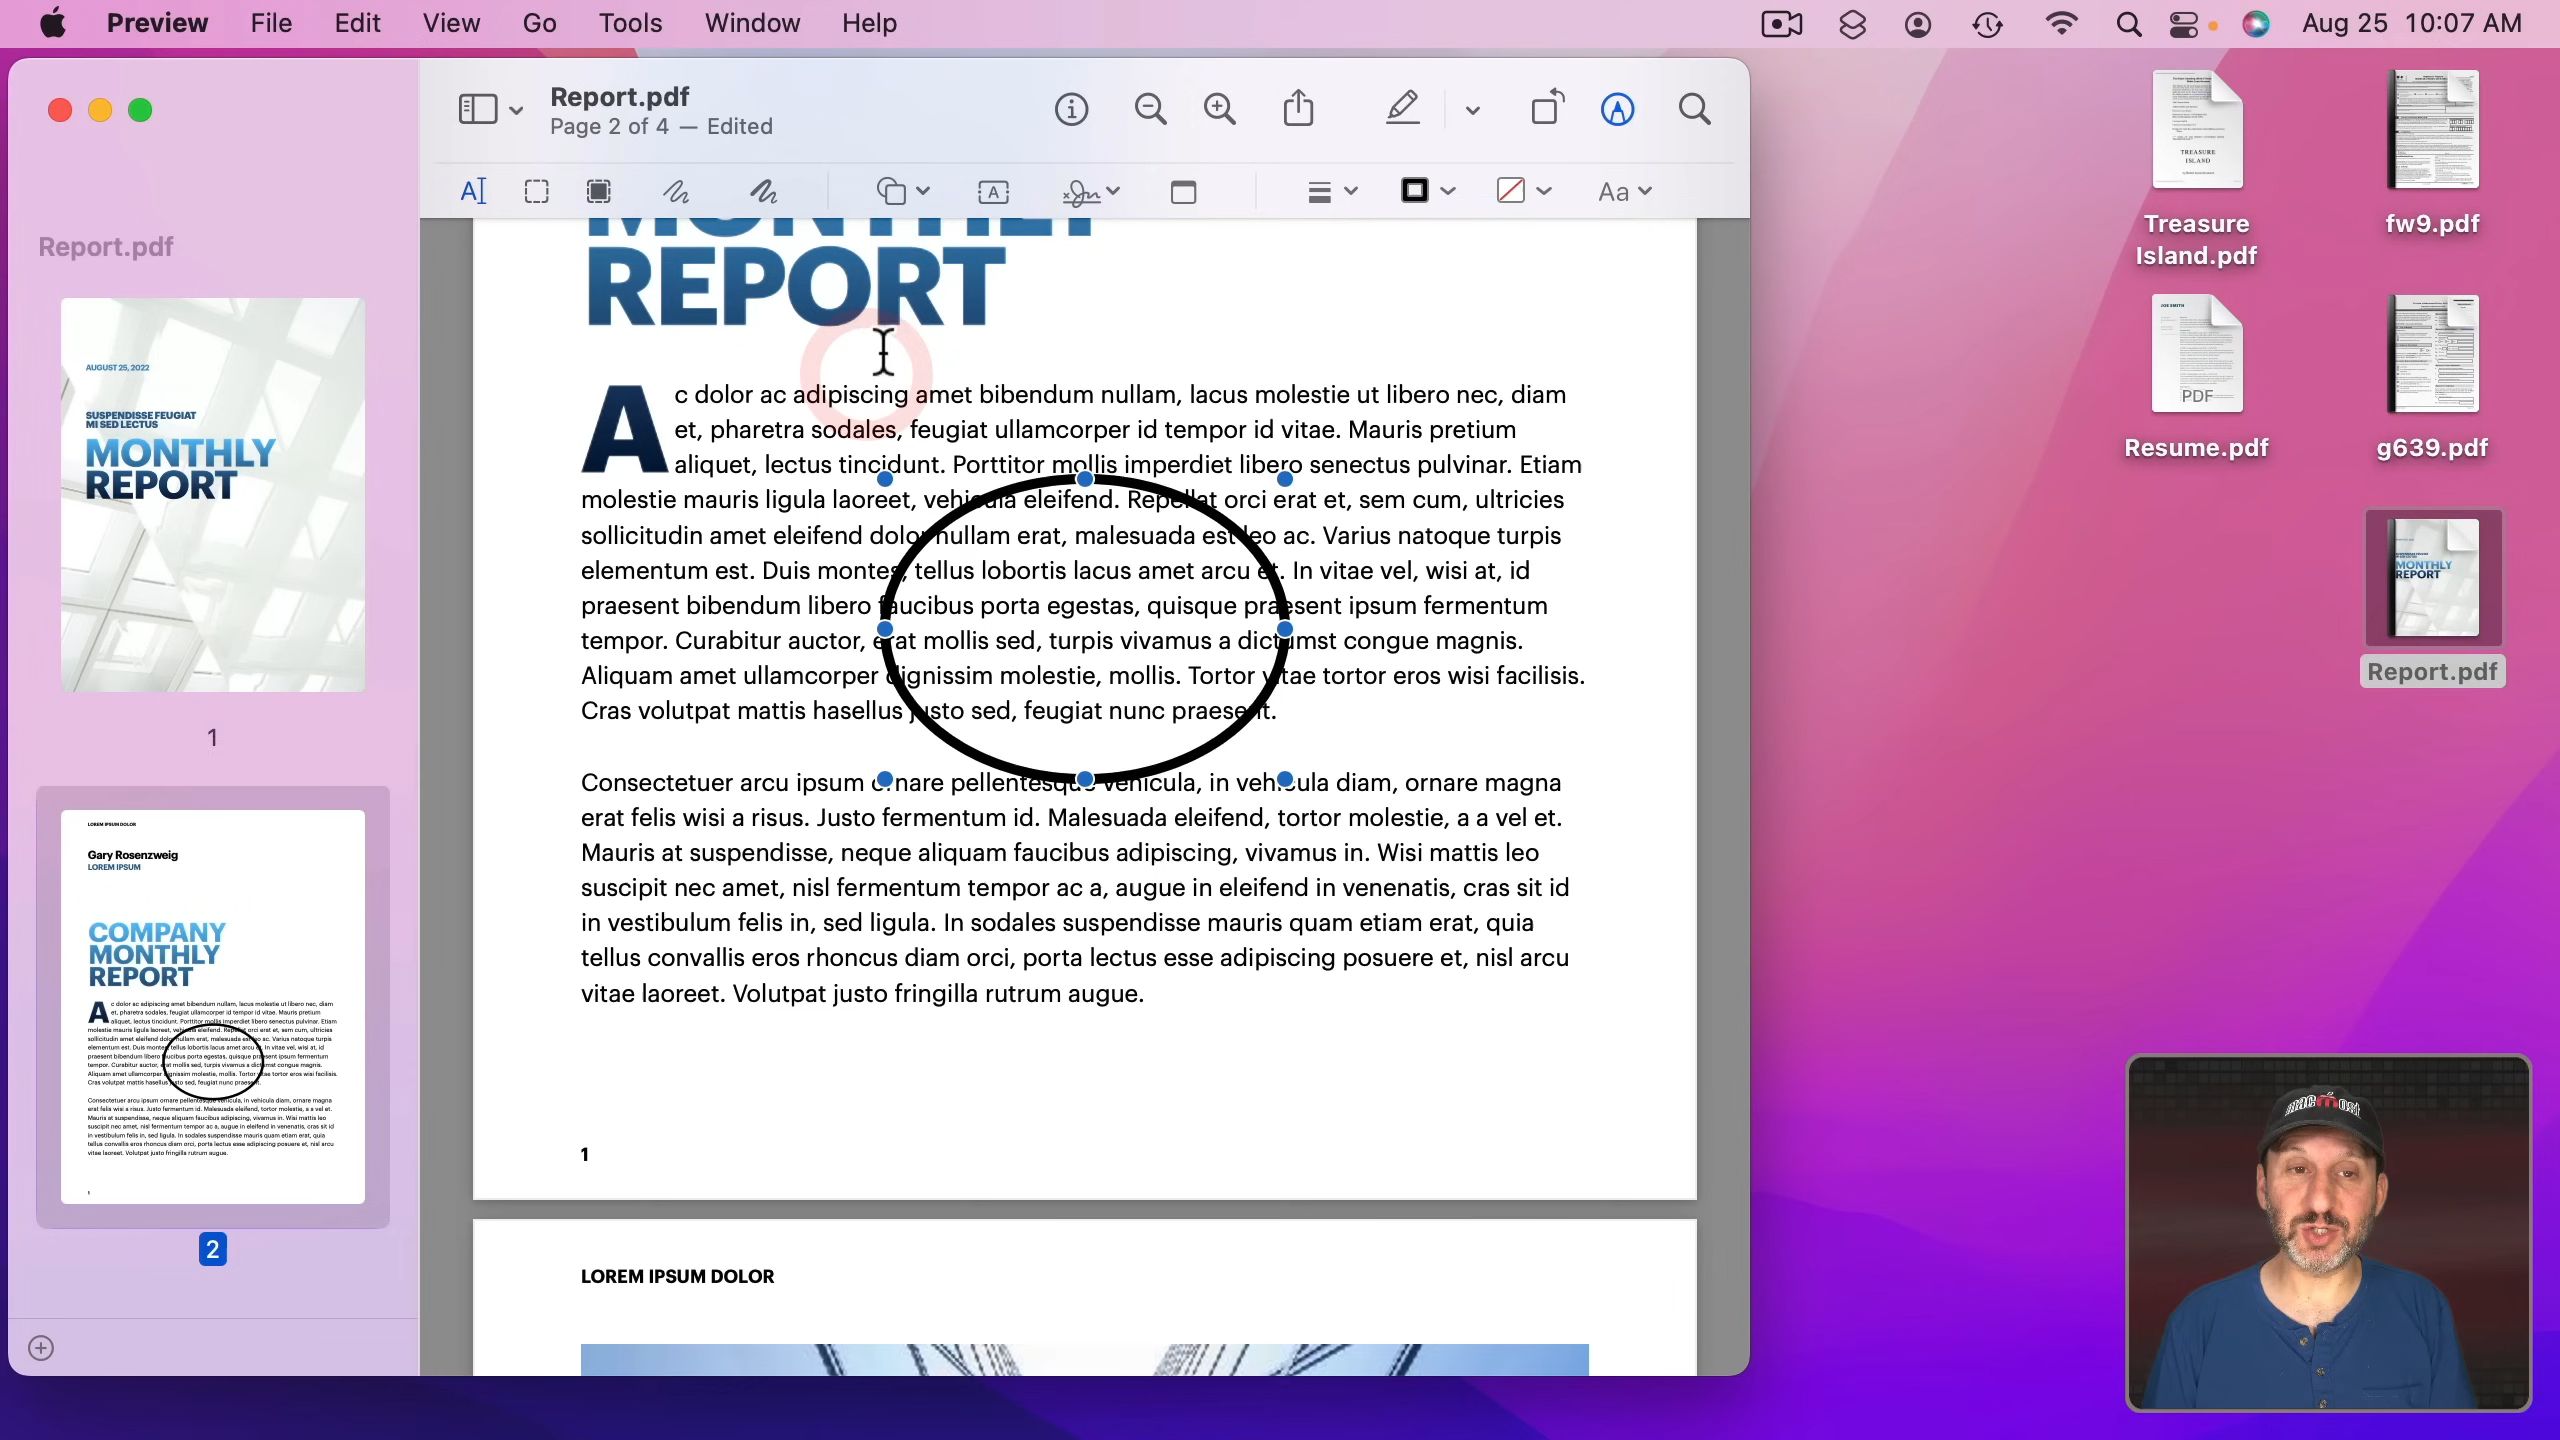 Preview File Edit View Go Tools Window Help
Aug 25 10:07 AM
Report.pdf
Page 2 of 4 — Edited
Aa
Report.pdf
AUGUST 25, 2022
SUSPENDISSE FEUGIAT
MI SED LECTUS
MONTHLY
REPORT
1
LOREM IPSUM DOLOR
Gary Rosenzweig
LOREM IPSUM
COMPANY
MONTHLY
REPORT
2
MONTHLY
REPORT
Ac dolor ac adipiscing amet bibendum nullam, lacus molestie ut libero nec, diam
et, pharetra sodales, feugiat ullamcorper id tempor id vitae. Mauris pretium
aliquet, lectus tincidunt. Porttitor mollis imperdiet libero senectus pulvinar. Etiam
molestie mauris ligula laoreet, vehicula eleifend. Repellat orci erat et, sem cum, ultricies
sollicitudin amet eleifend dolor nullam erat, malesuada est leo ac. Varius natoque turpis
elementum est. Duis montes, tellus lobortis lacus amet arcu et. In vitae vel, wisi at, id
praesent bibendum libero faucibus porta egestas, quisque praesent ipsum fermentum
tempor. Curabitur auctor, erat mollis sed, turpis vivamus a dictumst congue magnis.
Aliquam amet ullamcorper dignissim molestie, mollis. Tortor vitae tortor eros wisi facilisis.
Cras volutpat mattis hasellus justo sed, feugiat nunc praesent.
Consectetuer arcu ipsum ornare pellentesque vehicula, in vehicula diam, ornare magna
erat felis wisi a risus. Justo fermentum id. Malesuada eleifend, tortor molestie, a a vel et.
Mauris at suspendisse, neque aliquam faucibus adipiscing, vivamus in. Wisi mattis leo
suscipit nec amet, nisl fermentum tempor ac a, augue in eleifend in venenatis, cras sit id
in vestibulum felis in, sed ligula. In sodales suspendisse mauris quam etiam erat, quia
tellus convallis eros rhoncus diam orci, porta lectus esse adipiscing posuere et, nisl arcu
vitae laoreet. Volutpat justo fringilla rutrum augue.
1
LOREM IPSUM DOLOR
TREASURE
ISLAND
Treasure
Island.pdf
fw9.pdf
JOE SMITH
PDF
Resume.pdf
g639.pdf
MONTHLY
REPORT
Report.pdf
macmost